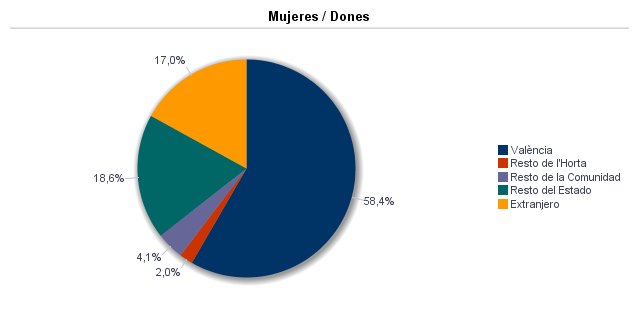 Mujeres / Dones
17,0%
18,6%
58,4%
4,1%
2,0%
València
Resto de l'Horta
Resto de la Comunidad
Resto del Estado
Extranjero